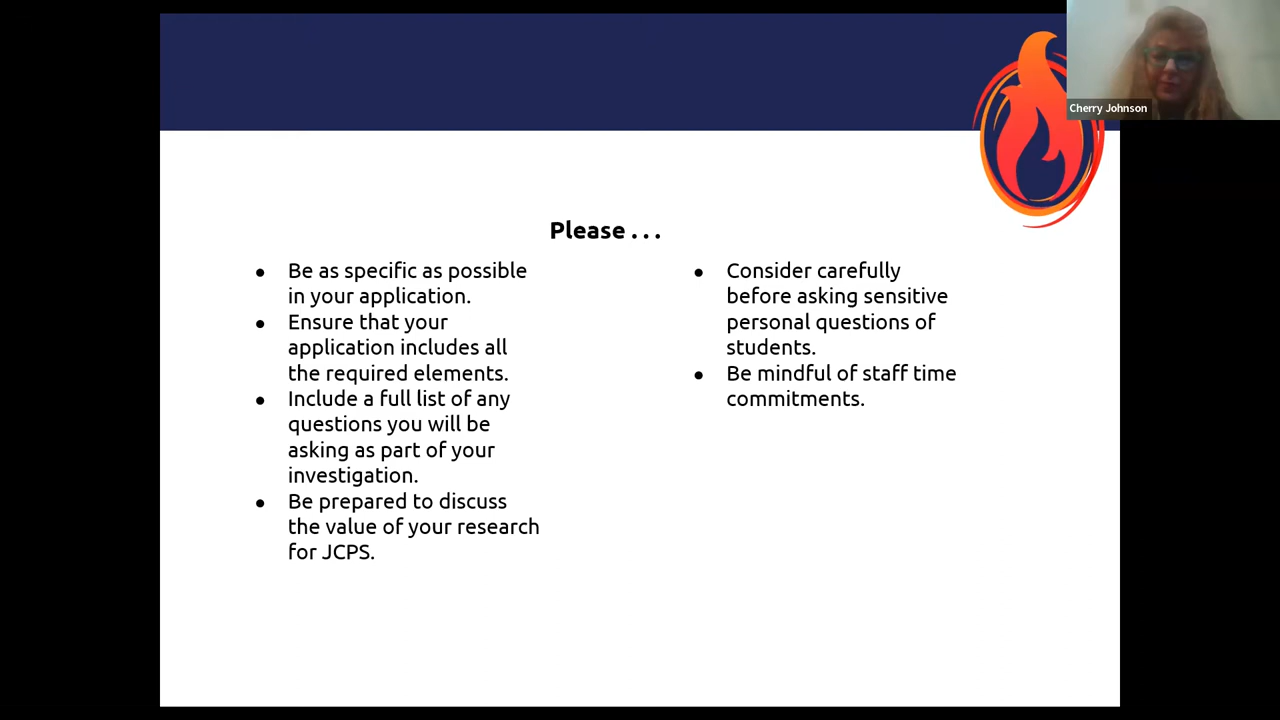 Cherry Johnson
Please . . .
● Be as specific as possible
in your application.
● Ensure that your
application includes all
the required elements.
● Include a full list of any
questions you will be
asking as part of your
investigation.
● Be prepared to discuss
the value of your research
for JCPS.
● Consider carefully
before asking sensitive
personal questions of
students.
● Be mindful of staff time
commitments.